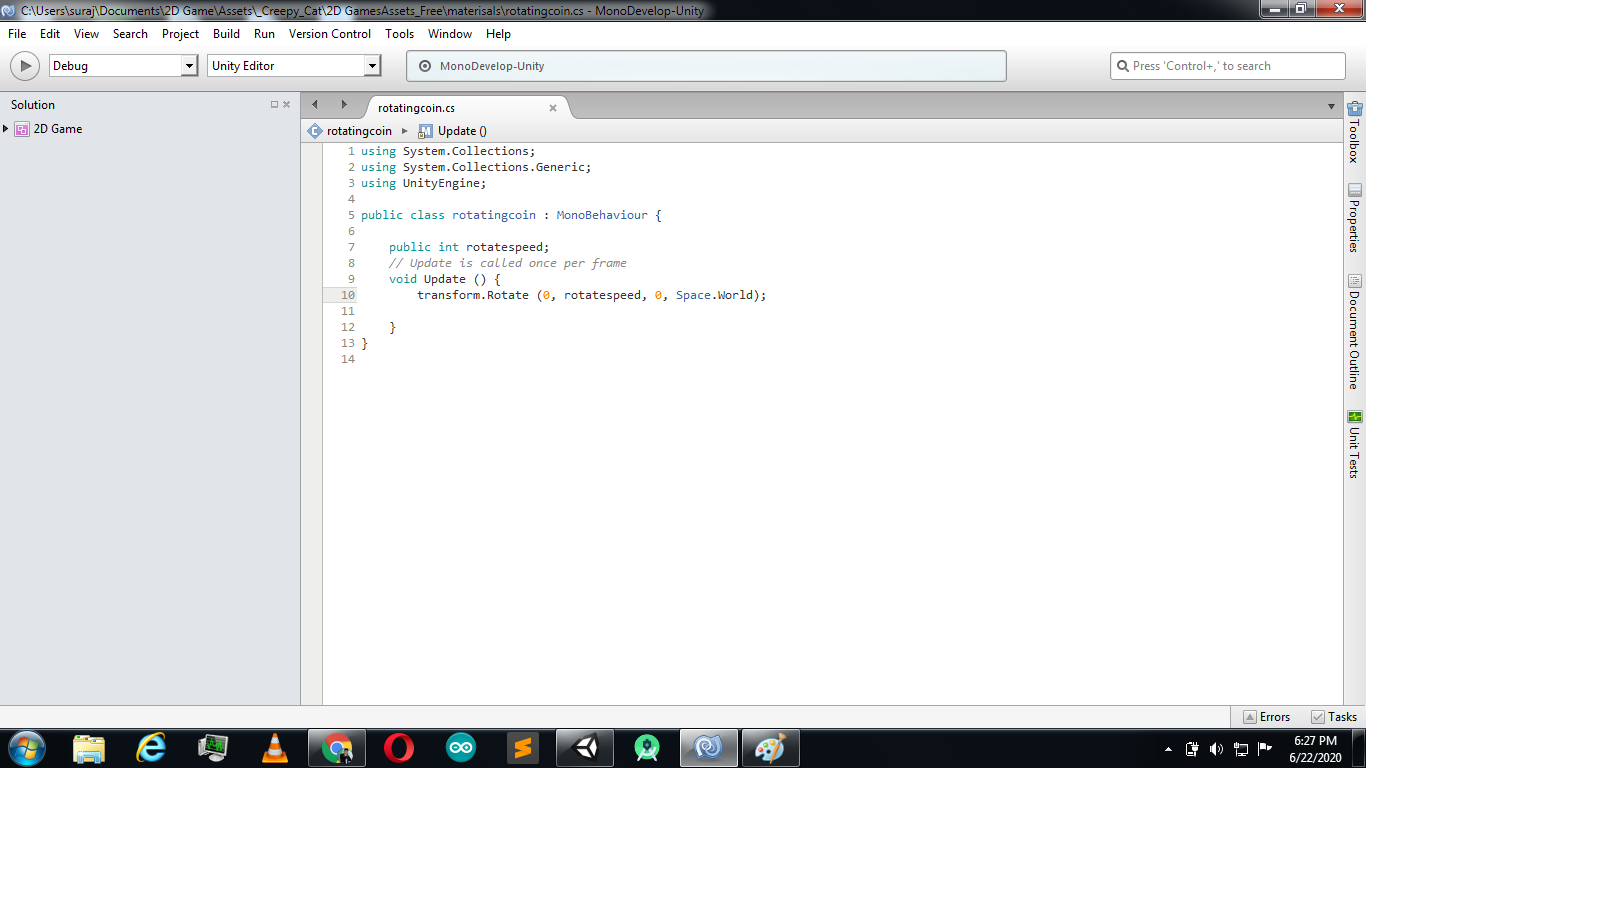 C:\Users\suraj\Documents\2D Game\Assets\_Creepy_Cat\2D GamesAssets_Free\materisals\rotatingcoin.cs - MonoDevelop-Unity
File Edit View Search Project Build Run Version Control Tools Window Help
Debug Unity Editor MonoDevelop-Unity Press 'Control+,' to search
Solution
2D Game
rotatingcoin.cs
rotatingcoin Update ()
1 using System.Collections;
2 using System.Collections.Generic;
3 using UnityEngine;
4
5 public class rotatingcoin : MonoBehaviour {
6
7 public int rotatespeed;
8 // Update is called once per frame
9 void Update () {
10 transform.Rotate (0, rotatespeed, 0, Space.World);
11
12 }
13 }
14
Toolbox
Properties
Document Outline
Unit Tests
Errors Tasks
6:27 PM
6/22/2020